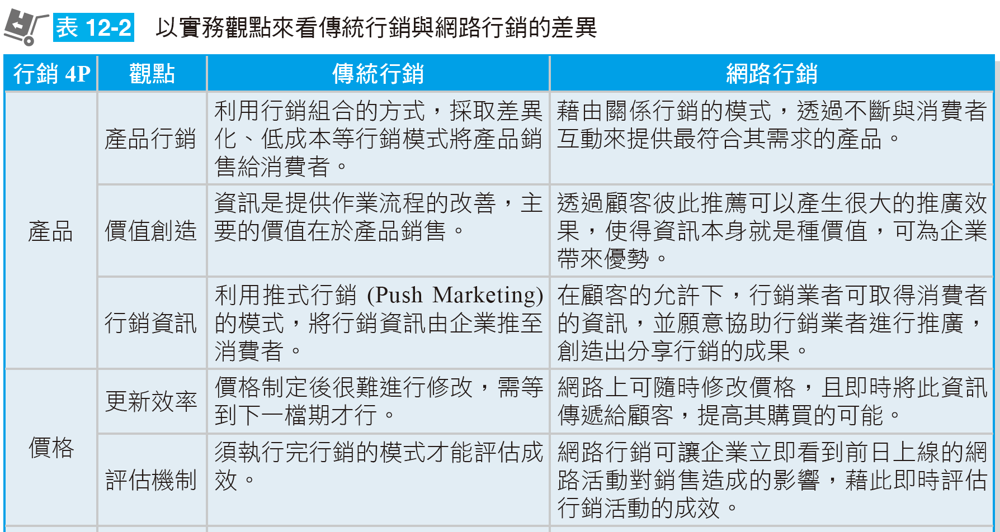 表 12-2 以實務觀點來看傳統行銷與網路行銷的差異
行銷 4P 觀點 傳統行銷 網路行銷
產品
產品行銷
利用行銷組合的方式，採取差異
化、低成本等行銷模式將產品銷
售給消費者。
藉由關係行銷的模式，透過不斷與消費者
互動來提供最符合其需求的產品。
價值創造
資訊是提供作業流程的改善，主
要的價值在於產品銷售。
透過顧客彼此推薦可以產生很大的推廣效
果，使得資訊本身就是種價值，可為企業
帶來優勢。
行銷資訊
利用推式行銷 (Push Marketing)
的模式，將行銷資訊由企業推至
消費者。
在顧客的允許下，行銷業者可取得消費者
的資訊，並願意協助行銷業者進行推廣，
創造出分享行銷的成果。
價格
更新效率
價格制定後很難進行修改，需等
到下一檔期才行。
網路上可隨時修改價格，且即時將此資訊
傳遞給顧客，提高其購買的可能。
評估機制
須執行完行銷的模式才能評估成
效。
網路行銷可讓企業立即看到前日上線的網
路活動對銷售造成的影響，藉此即時評估
行銷活動的成效。